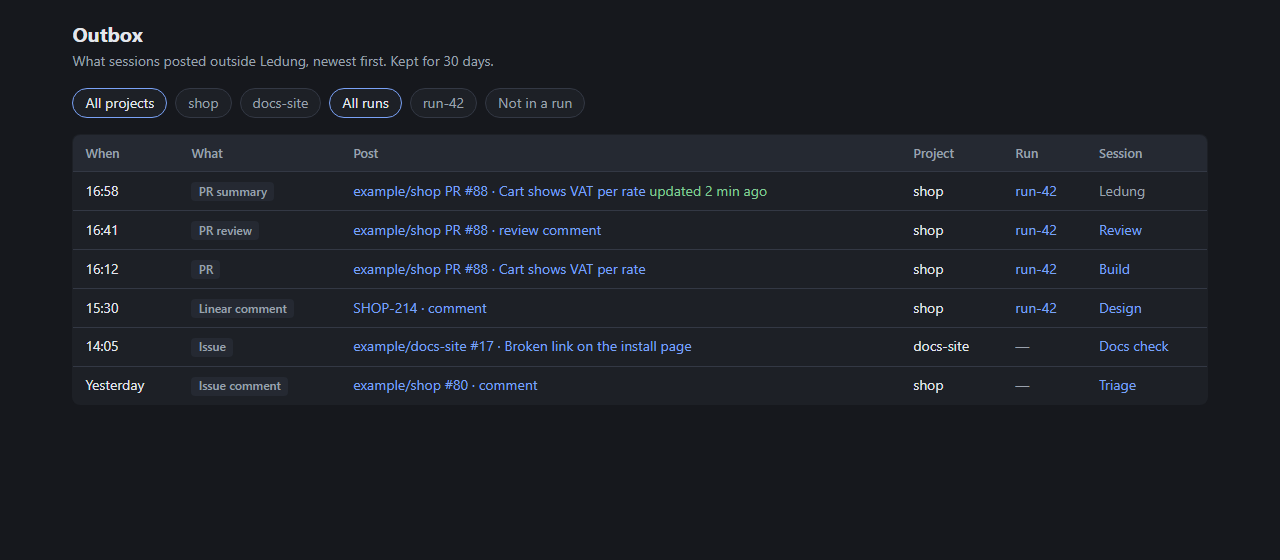 Outbox
What sessions posted outside Ledung, newest first. Kept for 30 days.
All projects shop docs-site All runs run-42 Not in a run
When What Post Project Run Session
16:58 PR summary example/shop PR #88 · Cart shows VAT per rate updated 2 min ago shop run-42 Ledung
16:41 PR review example/shop PR #88 · review comment shop run-42 Review
16:12 PR example/shop PR #88 · Cart shows VAT per rate shop run-42 Build
15:30 Linear comment SHOP-214 · comment shop run-42 Design
14:05 Issue example/docs-site #17 · Broken link on the install page docs-site — Docs check
Yesterday Issue comment example/shop #80 · comment shop — Triage